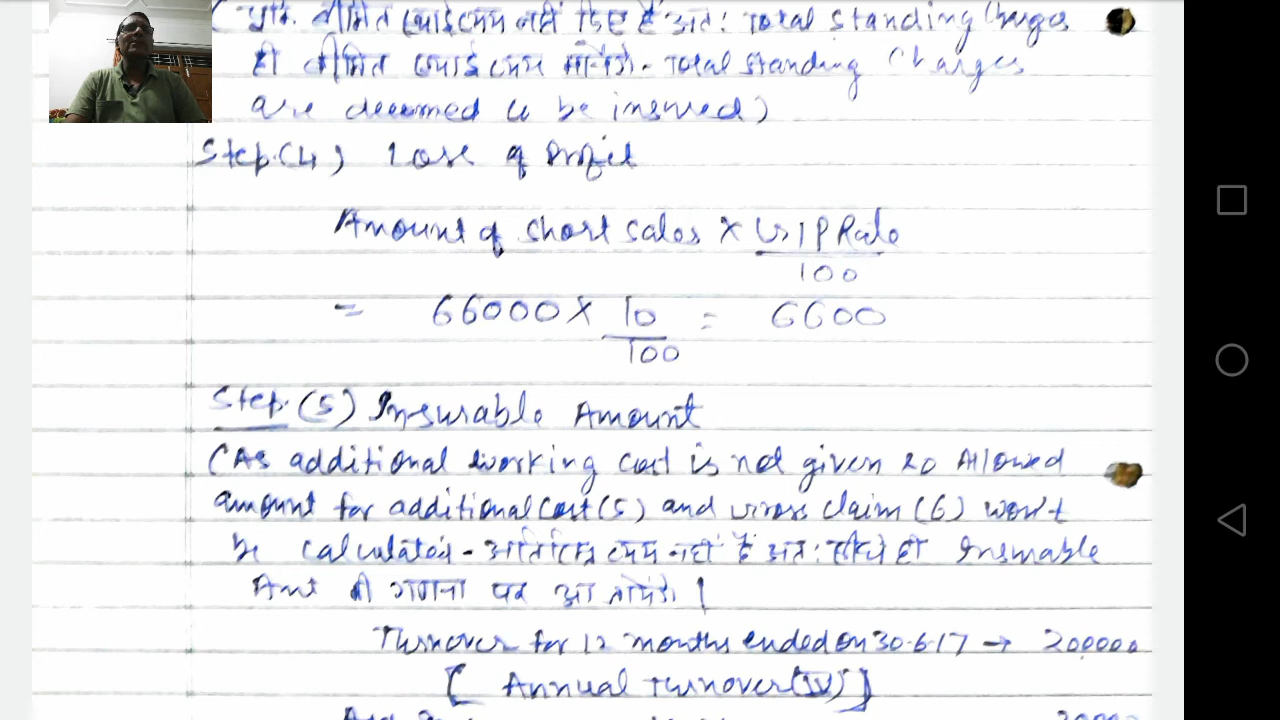 (चूकि बीमित स्थाई व्यय नहीं दिए हैं अतः Total Standing Charges
ही बीमित स्थाई व्यय मानेंगे - Total Standing Charges
are deemed to be insured)
Step.(4) Loss of Profit
Amount of Short Sales × G/P Rate
100
= 66000 × 10 = 6600
100
Step.(5) Insurable Amount
(As additional working cost is not given so Allowed
amount for additional cost (5) and Gross claim (6) won't
be calculated - अतिरिक्त व्यय नहीं है अतः सीधे ही Insurable
Amt की गणना पर आ जायेंगे।
Turnover for 12 months ended on 30.6.17 → 200000
[Annual Turnover (IV)]